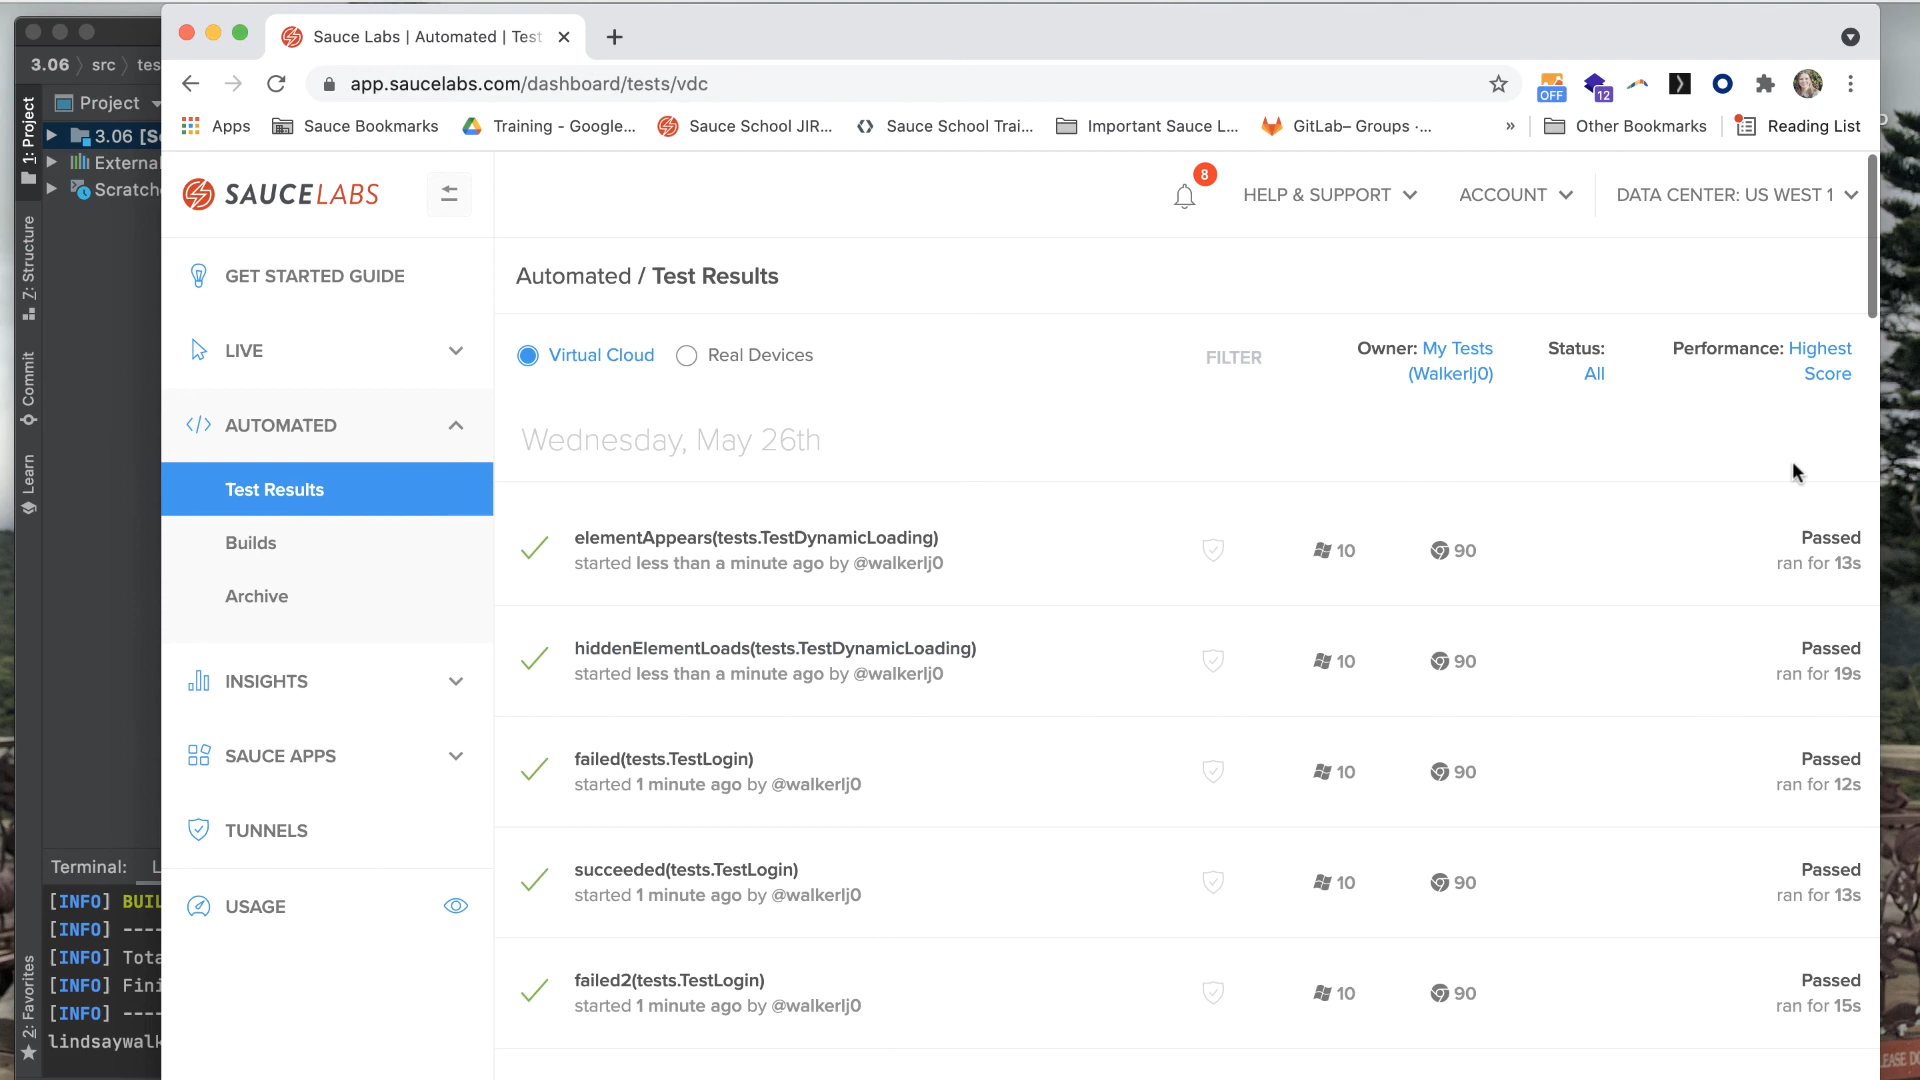 Sauce Labs | Automated | Test
3.06 src tes
app.saucelabs.com/dashboard/tests/vdc
OFF
12
Project
1: Project
Apps Sauce Bookmarks Training - Google... Sauce School JIR... Sauce School Trai... Important Sauce L... GitLab– Groups ·... » Other Bookmarks Reading List
3.06 [S
Externa
Scratch
SAUCELABS
8
HELP & SUPPORT ACCOUNT DATA CENTER: US WEST 1
Z: Structure
Commit
Learn
2: Favorites
GET STARTED GUIDE
LIVE
AUTOMATED
Test Results
Builds
Archive
INSIGHTS
SAUCE APPS
TUNNELS
USAGE
Automated / Test Results
Virtual Cloud Real Devices
FILTER
Owner: My Tests
(Walkerlj0)
Status:
All
Performance: Highest
Score
Wednesday, May 26th
elementAppears(tests.TestDynamicLoading)
started less than a minute ago by @walkerlj0
10 90
Passed
ran for 13s
hiddenElementLoads(tests.TestDynamicLoading)
started less than a minute ago by @walkerlj0
10 90
Passed
ran for 19s
failed(tests.TestLogin)
started 1 minute ago by @walkerlj0
10 90
Passed
ran for 12s
succeeded(tests.TestLogin)
started 1 minute ago by @walkerlj0
10 90
Passed
ran for 13s
failed2(tests.TestLogin)
started 1 minute ago by @walkerlj0
10 90
Passed
ran for 15s
Terminal: L
[INFO] BUIL
[INFO] ----
[INFO] Tota
[INFO] Fini
[INFO] ----
lindsaywalk
EASE DO